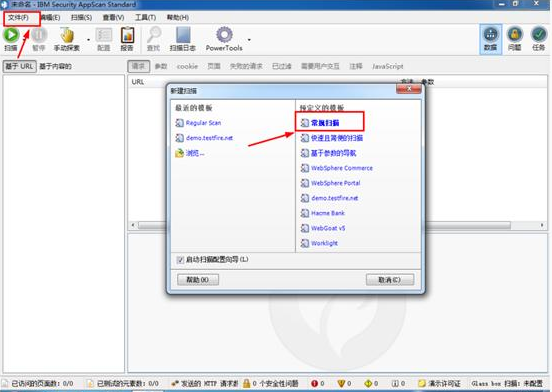 未命名 - IBM Security AppScan Standard
文件(F) 编辑(E) 扫描(S) 查看(V) 工具(T) 帮助(H)
扫描 暂停 手动探索 配置 报告 查找 扫描日志 PowerTools 数据 问题 任务
基于 URL 基于内容的 请求 参数 cookie 页面 失败的请求 已过滤 需要用户交互 注释 JavaScript
URL 方法 参数
新建扫描
最近的模板 预定义的模板
Regular Scan 常规扫描
demo.testfire.net 快速且简便的扫描
浏览... 基于参数的导航
WebSphere Commerce
WebSphere Portal
demo.testfire.net
Hacme Bank
WebGoat v5
Worklight
启动扫描配置向导(L)
帮助(H) 取消(C)
已访问的页面数: 0/0 已测试的元素数: 0/0 发送的 HTTP 请求数 0 个安全性问题 0 0 0 0 演示许可证 Glass box 扫描: 未配置